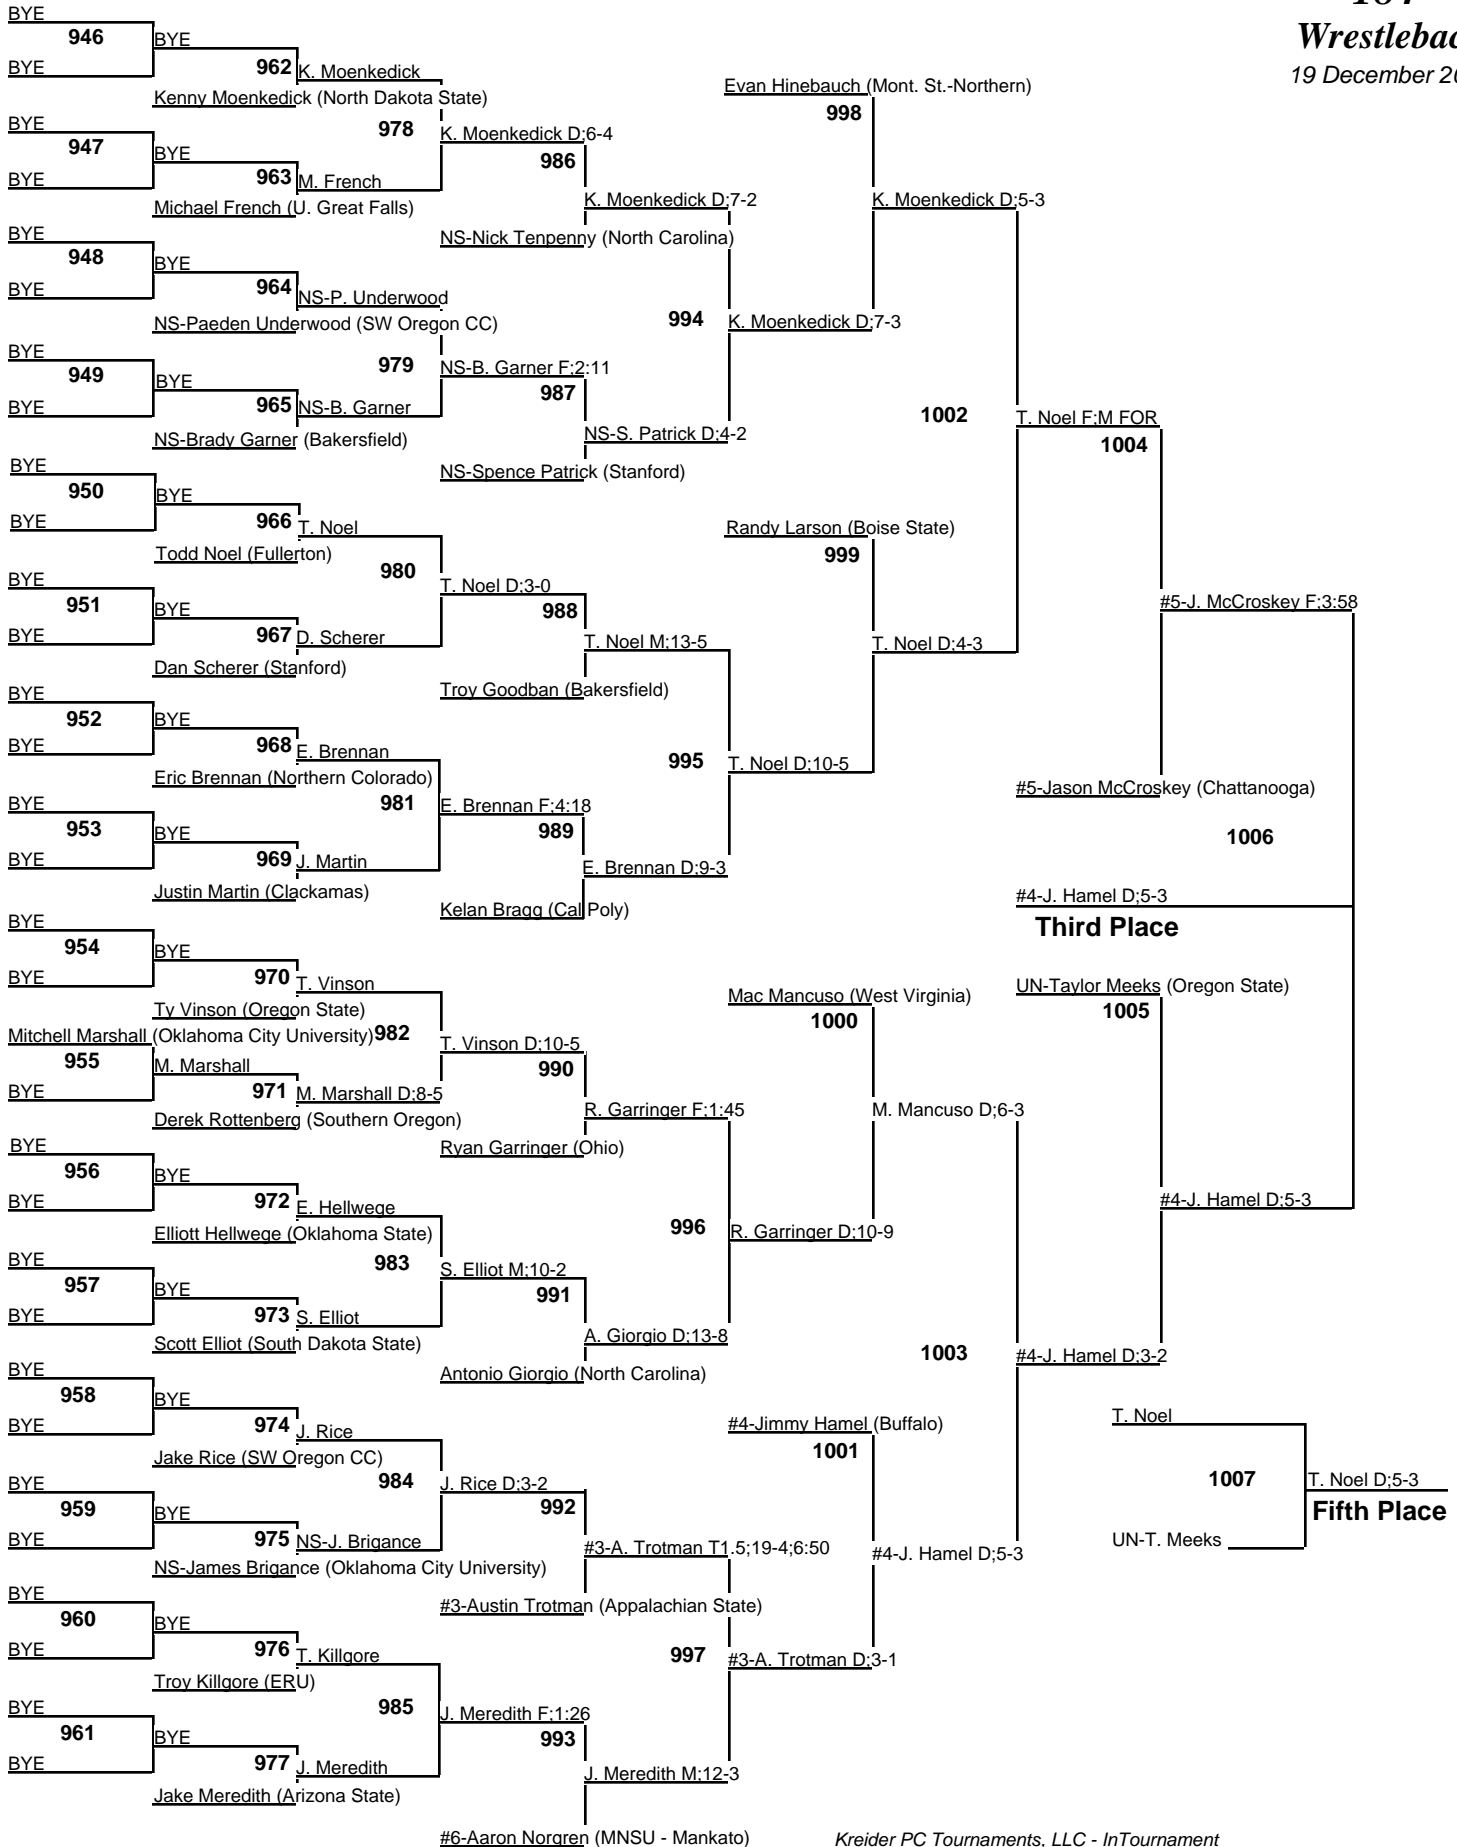 Wrestleba
19 December 2
BYE
946
BYE
BYE
962
K. Moenkedick
Kenny Moenkedick (North Dakota State)
BYE
947
BYE
BYE
963
M. French
Michael French (U. Great Falls)
978
K. Moenkedick D;6-4
986
K. Moenkedick D;7-2
NS-Nick Tenpenny (North Carolina)
BYE
948
BYE
BYE
964
NS-P. Underwood
NS-Paeden Underwood (SW Oregon CC)
BYE
949
BYE
BYE
965
NS-B. Garner
NS-Brady Garner (Bakersfield)
979
NS-B. Garner F;2:11
987
NS-S. Patrick D;4-2
NS-Spence Patrick (Stanford)
994
K. Moenkedick D;7-3
Evan Hinebauch (Mont. St.-Northern)
998
K. Moenkedick D;5-3
BYE
950
BYE
BYE
966
T. Noel
Todd Noel (Fullerton)
BYE
951
BYE
BYE
967
D. Scherer
Dan Scherer (Stanford)
980
T. Noel D;3-0
988
T. Noel M;13-5
Troy Goodban (Bakersfield)
BYE
952
BYE
BYE
968
E. Brennan
Eric Brennan (Northern Colorado)
BYE
953
BYE
BYE
969
J. Martin
Justin Martin (Clackamas)
981
E. Brennan F;4:18
989
E. Brennan D;9-3
Kelan Bragg (Cal Poly)
995
T. Noel D;10-5
Randy Larson (Boise State)
999
T. Noel D;4-3
1002
T. Noel F;M FOR
1004
#5-J. McCroskey F;3:58
#5-Jason McCroskey (Chattanooga)
1006
#4-J. Hamel D;5-3
Third Place
BYE
954
BYE
BYE
970
T. Vinson
Ty Vinson (Oregon State)
Mitchell Marshall (Oklahoma City University)
955
BYE
M. Marshall
971
M. Marshall D;8-5
Derek Rottenberg (Southern Oregon)
982
T. Vinson D;10-5
990
R. Garringer F;1:45
Ryan Garringer (Ohio)
BYE
956
BYE
BYE
972
E. Hellwege
Elliott Hellwege (Oklahoma State)
BYE
957
BYE
BYE
973
S. Elliot
Scott Elliot (South Dakota State)
983
S. Elliot M;10-2
991
A. Giorgio D;13-8
Antonio Giorgio (North Carolina)
996
R. Garringer D;10-9
Mac Mancuso (West Virginia)
1000
M. Mancuso D;6-3
BYE
958
BYE
BYE
974
J. Rice
Jake Rice (SW Oregon CC)
BYE
959
BYE
BYE
975
NS-J. Brigance
NS-James Brigance (Oklahoma City University)
984
J. Rice D;3-2
992
#3-A. Trotman T1.5;19-4;6:50
#3-Austin Trotman (Appalachian State)
BYE
960
BYE
BYE
976
T. Killgore
Troy Killgore (ERU)
BYE
961
BYE
BYE
977
J. Meredith
Jake Meredith (Arizona State)
985
J. Meredith F;1:26
993
J. Meredith M;12-3
#6-Aaron Norgren (MNSU - Mankato)
997
#3-A. Trotman D;3-1
#4-Jimmy Hamel (Buffalo)
1001
#4-J. Hamel D;5-3
1003
#4-J. Hamel D;3-2
UN-Taylor Meeks (Oregon State)
1005
#4-J. Hamel D;5-3
T. Noel
1007
UN-T. Meeks
T. Noel D;5-3
Fifth Place
Kreider PC Tournaments, LLC - InTournament